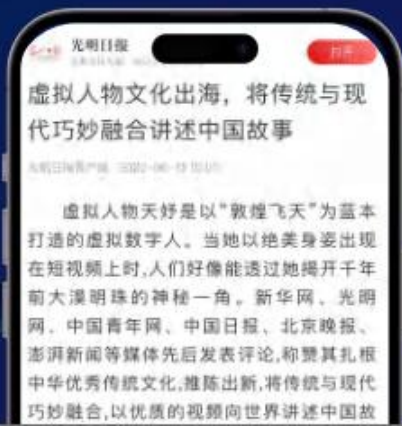 光明日报
打开
虚拟人物文化出海，将传统与现
代巧妙融合讲述中国故事
虚拟人物天妤是以“敦煌飞天”为蓝本
打造的虚拟数字人。当她以绝美身姿出现
在短视频上时,人们好像能透过她揭开千年
前大漠明珠的神秘一角。新华网、光明
网、中国青年网、中国日报、北京晚报、
澎湃新闻等媒体先后发表评论,称赞其扎根
中华优秀传统文化,推陈出新,将传统与现代
巧妙融合,以优质的视频向世界讲述中国故